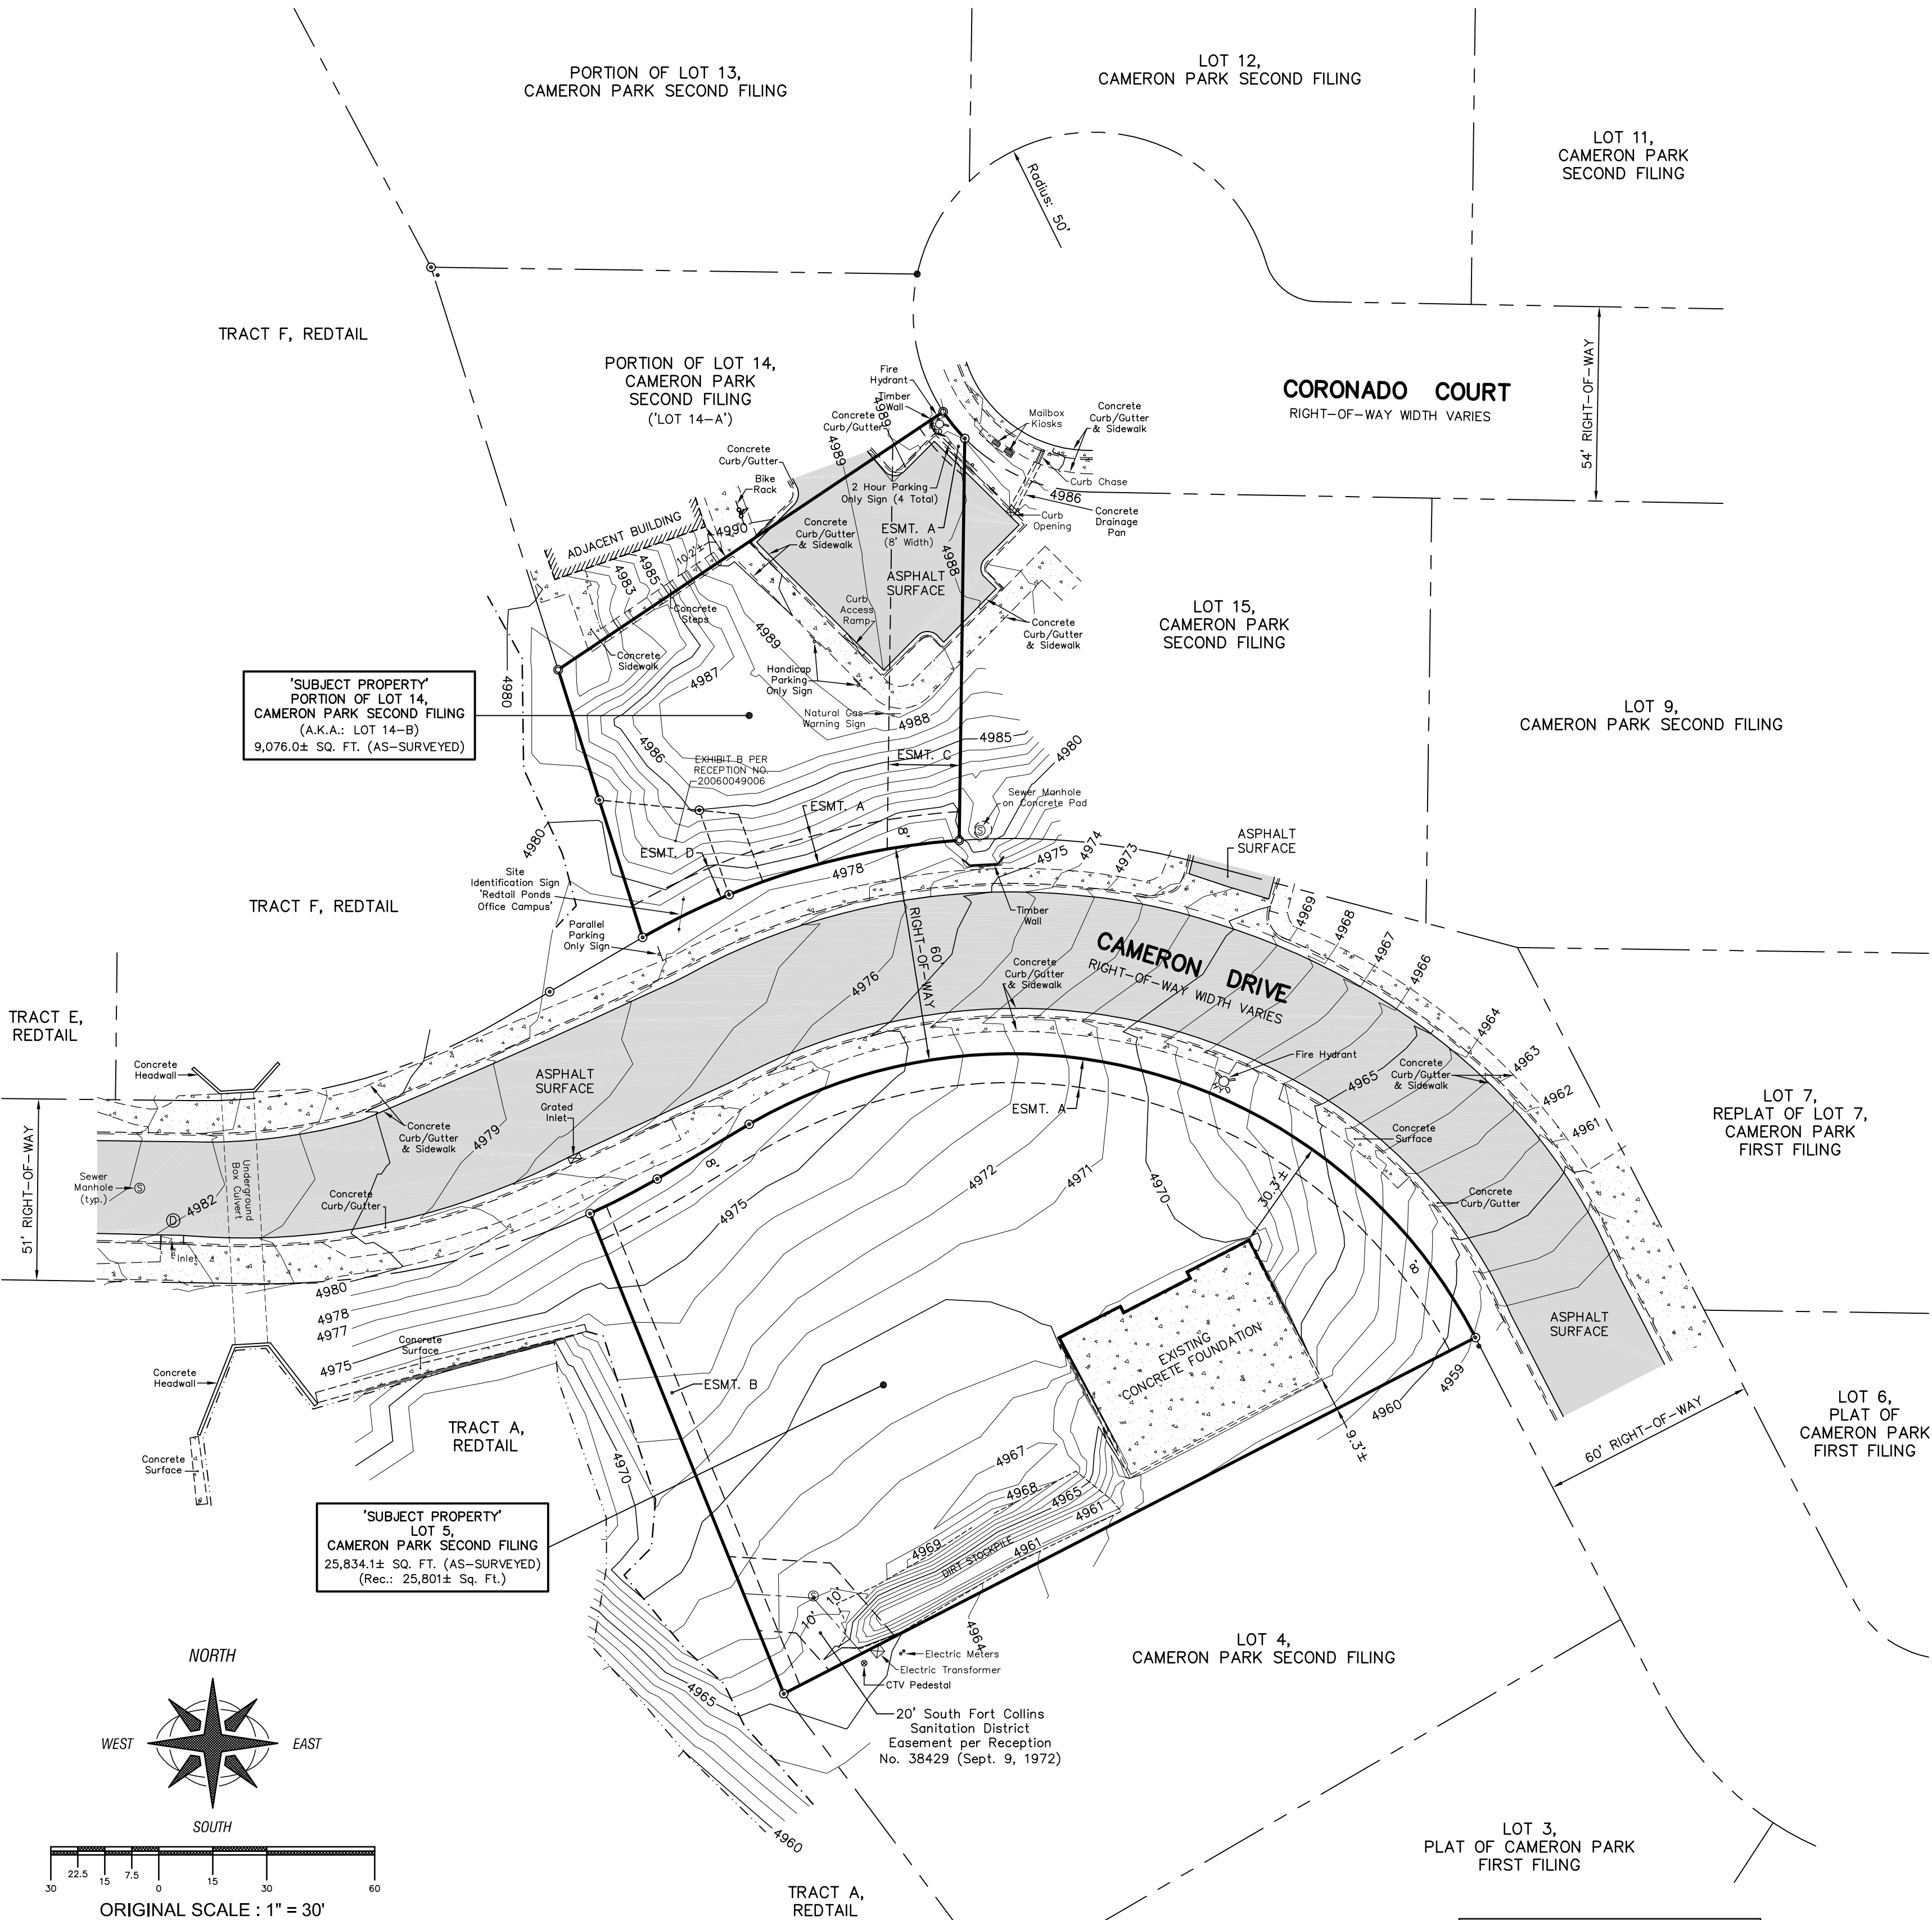 PORTION OF LOT 13,
CAMERON PARK SECOND FILING
LOT 12,
CAMERON PARK SECOND FILING
LOT 11,
CAMERON PARK
SECOND FILING
Radius: 50'
TRACT F, REDTAIL
PORTION OF LOT 14,
CAMERON PARK
SECOND FILING
('LOT 14-A')
CORONADO COURT
RIGHT-OF-WAY WIDTH VARIES
54' RIGHT-OF-WAY
Fire
Hydrant
Timber
Wall
4989
Concrete
Curb/Gutter
4989
Mailbox
Kiosks
Concrete
Curb/Gutter
& Sidewalk
Concrete
Curb/Gutter
Bike
Rack
2 Hour Parking
Only Sign (4 Total)
Curb Chase
4986
Concrete
Drainage
Pan
Curb
Opening
ADJACENT BUILDING
4990
10.2'±
Concrete
Curb/Gutter
& Sidewalk
ESMT. A
(8' Width)
4988
ASPHALT
SURFACE
4985
4983
Concrete
Steps
Curb
Access
Ramp
Concrete
Curb/Gutter
& Sidewalk
LOT 15,
CAMERON PARK
SECOND FILING
4989
Concrete
Sidewalk
4987
Handicap
Parking
Only Sign
4980
'SUBJECT PROPERTY'
PORTION OF LOT 14,
CAMERON PARK SECOND FILING
(A.K.A.: LOT 14-B)
9,076.0± SQ. FT. (AS-SURVEYED)
Natural Gas
Warning Sign
4988
LOT 9,
CAMERON PARK SECOND FILING
4986
4985
4980
ESMT. C
EXHIBIT B PER
RECEPTION NO.
20060049006
Sewer Manhole
on Concrete Pad
ESMT. A
8'
4980
ESMT. D
4978
4975
4974
4973
ASPHALT
SURFACE
Site
Identification Sign
'Redtail Ponds
Office Campus'
TRACT F, REDTAIL
Parallel
Parking
Only Sign
Timber
Wall
4969
4968
4967
4966
4964
4963
4962
4961
60'
RIGHT-OF-WAY
CAMERON DRIVE
RIGHT-OF-WAY WIDTH VARIES
4976
Concrete
Curb/Gutter
& Sidewalk
TRACT E,
REDTAIL
Concrete
Headwall
ASPHALT
SURFACE
Grated
Inlet
Fire Hydrant
4965
Concrete
Curb/Gutter
& Sidewalk
ESMT. A
LOT 7,
REPLAT OF LOT 7,
CAMERON PARK
FIRST FILING
Concrete
Curb/Gutter
& Sidewalk
4979
Concrete
Surface
51' RIGHT-OF-WAY
Sewer
Manhole
(typ.)
S
D
4982
Underground
Box Culvert
Concrete
Curb/Gutter
Inlet
8'
4975
4972
4971
4970
30.3'±
Concrete
Curb/Gutter
8'
4980
4978
4977
4975
Concrete
Surface
ASPHALT
SURFACE
EXISTING
CONCRETE FOUNDATION
Concrete
Headwall
ESMT. B
4959
4960
9.3'±
60' RIGHT-OF-WAY
LOT 6,
PLAT OF
CAMERON PARK
FIRST FILING
TRACT A,
REDTAIL
Concrete
Surface
4970
4967
4968
4965
4961
4969
DIRT STOCKPILE
4961
'SUBJECT PROPERTY'
LOT 5,
CAMERON PARK SECOND FILING
25,834.1± SQ. FT. (AS-SURVEYED)
(Rec.: 25,801± Sq. Ft.)
S
10'
10'
4964
Electric Meters
Electric Transformer
CTV Pedestal
4965
LOT 4,
CAMERON PARK SECOND FILING
20' South Fort Collins
Sanitation District
Easement per Reception
No. 38429 (Sept. 9, 1972)
NORTH
WEST
EAST
SOUTH
4960
LOT 3,
PLAT OF CAMERON PARK
FIRST FILING
TRACT A,
REDTAIL
30 22.5 15 7.5 0 15 30 60
ORIGINAL SCALE : 1" = 30'